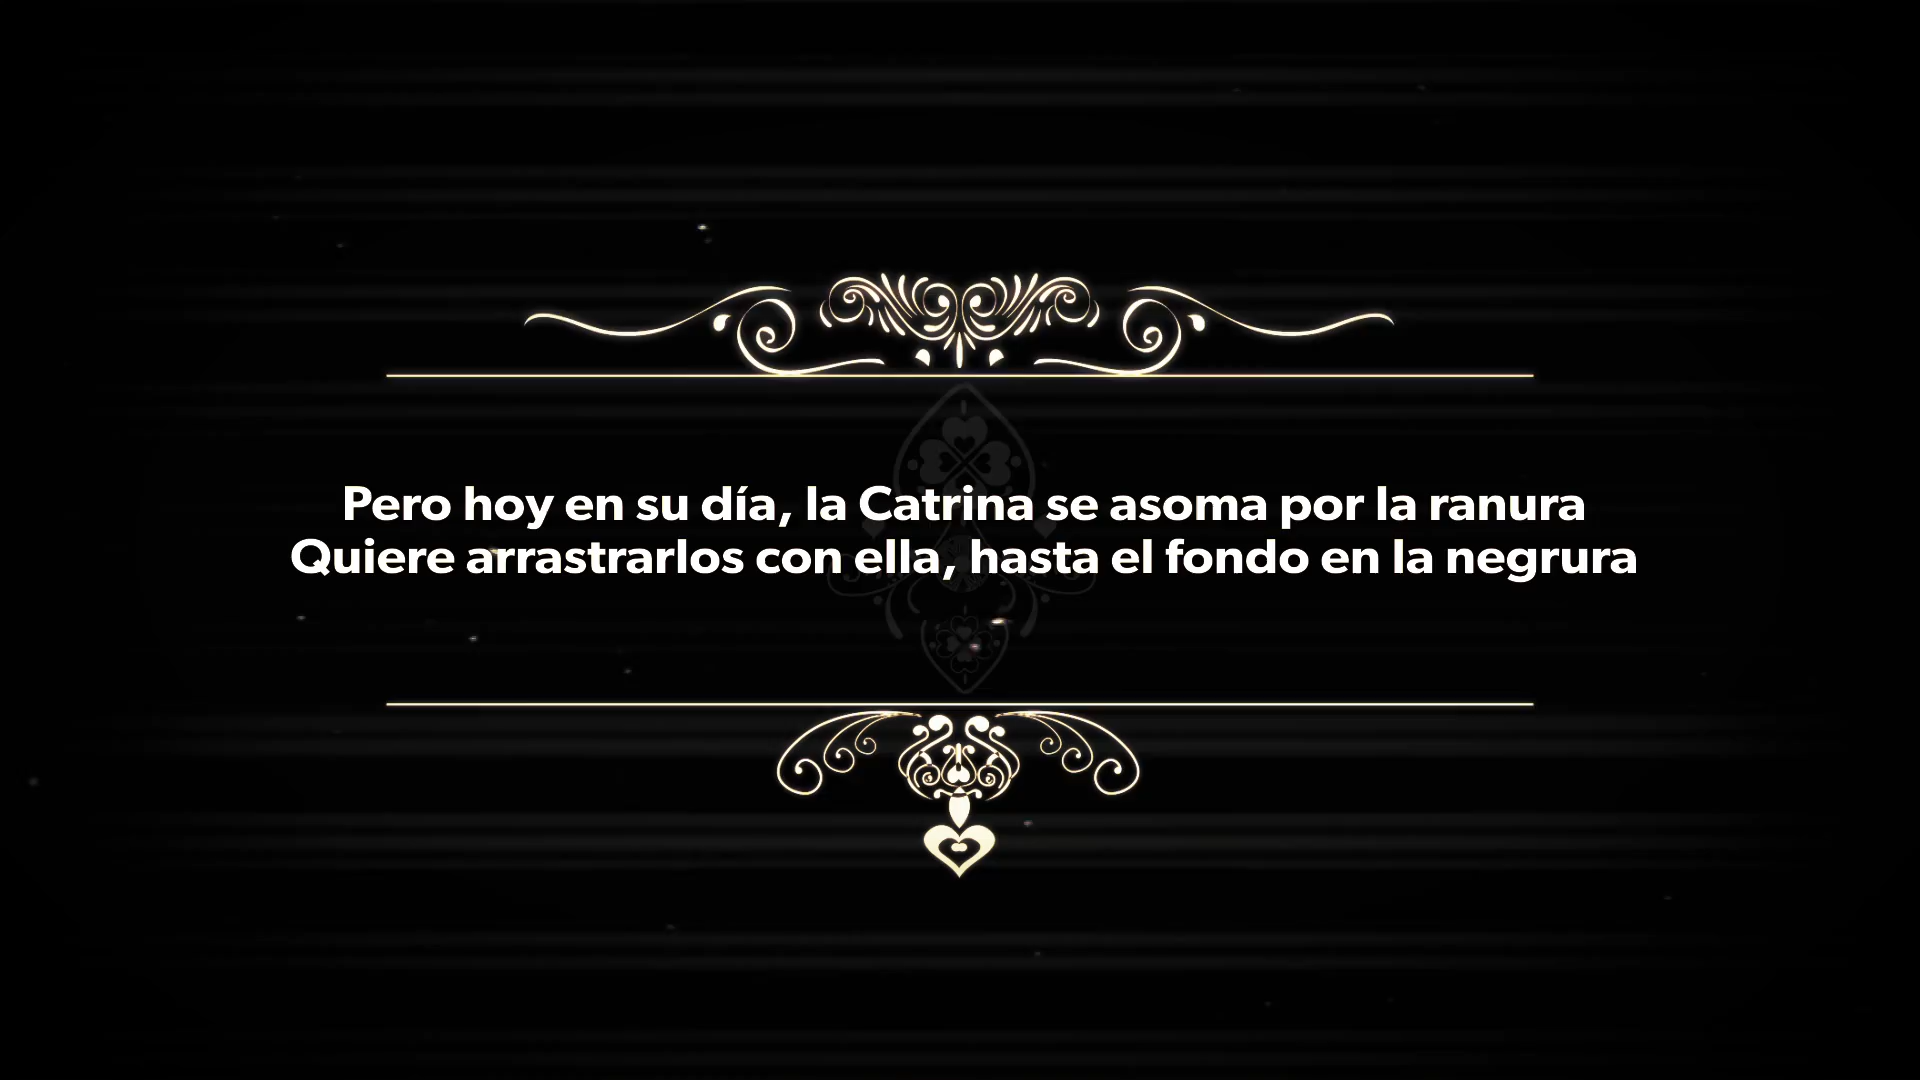 Pero hoy en su día, la Catrina se asoma por la ranura
Quiere arrastrarlos con ella, hasta el fondo en la negrura